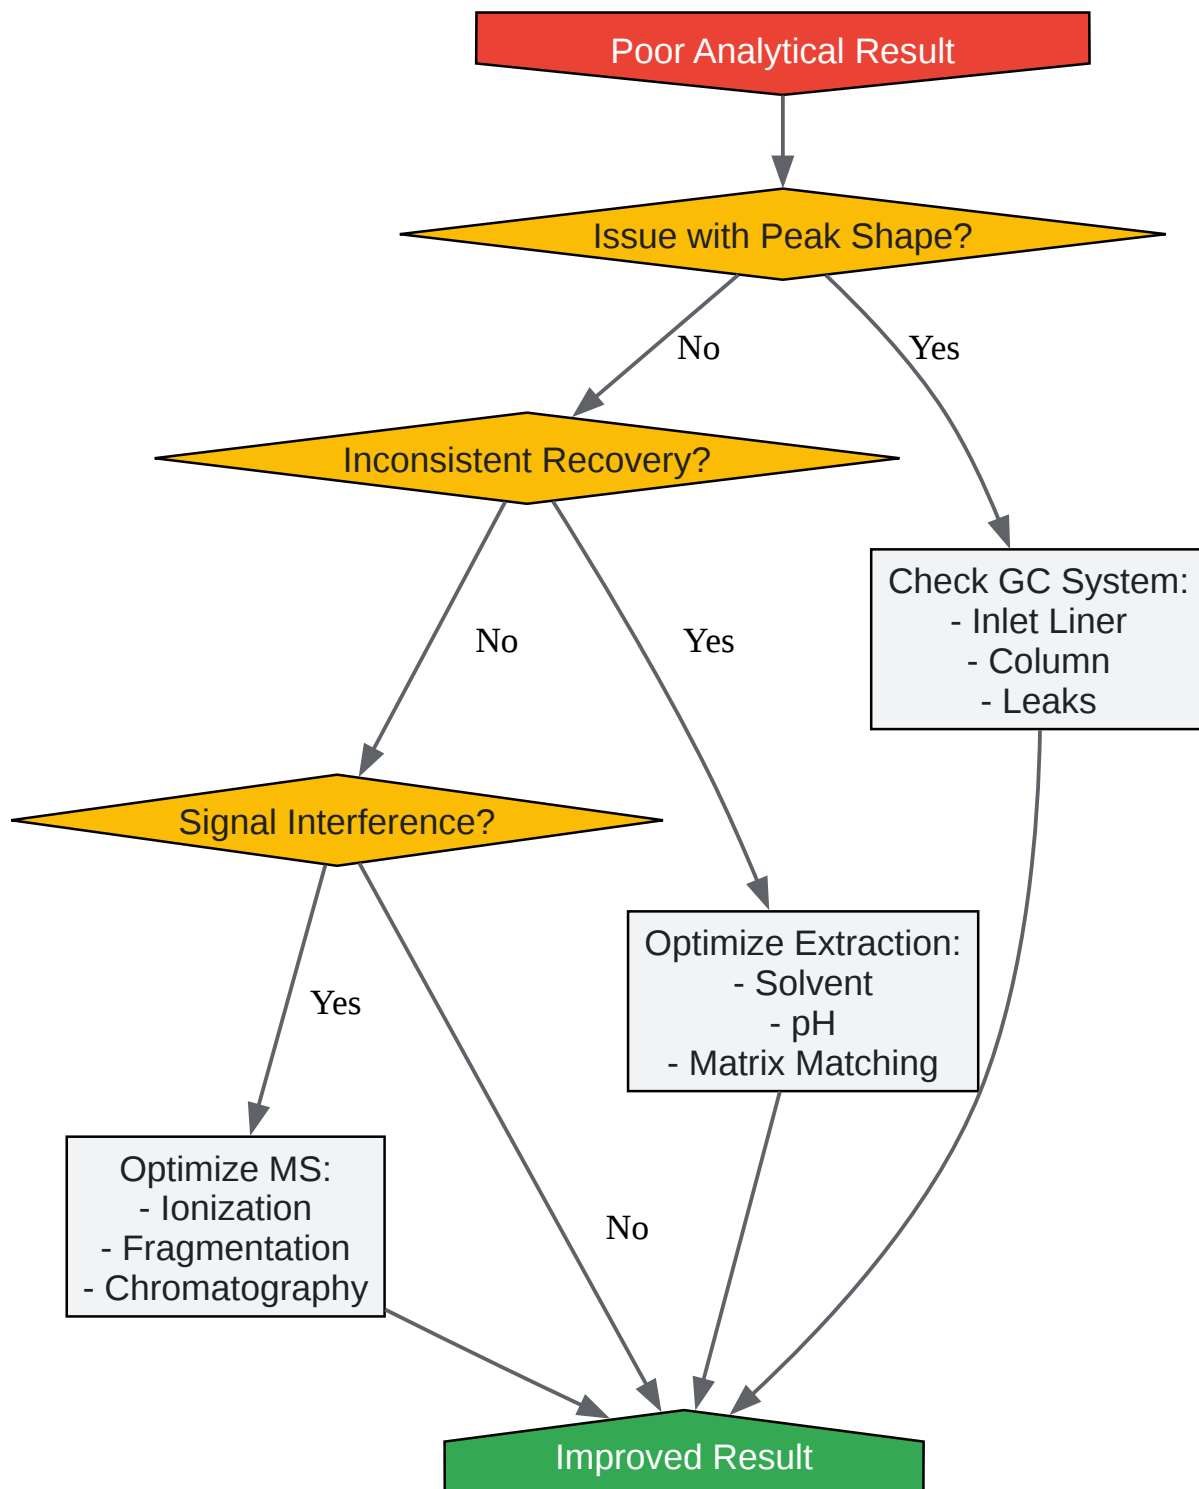 Poor Analytical Result
Issue with Peak Shape?
No
Yes
Inconsistent Recovery?
Check GC System:
- Inlet Liner
- Column
- Leaks
No
Yes
Signal Interference?
Optimize Extraction:
- Solvent
- pH
- Matrix Matching
Yes
Optimize MS:
- Ionization
- Fragmentation
- Chromatography
No
Improved Result